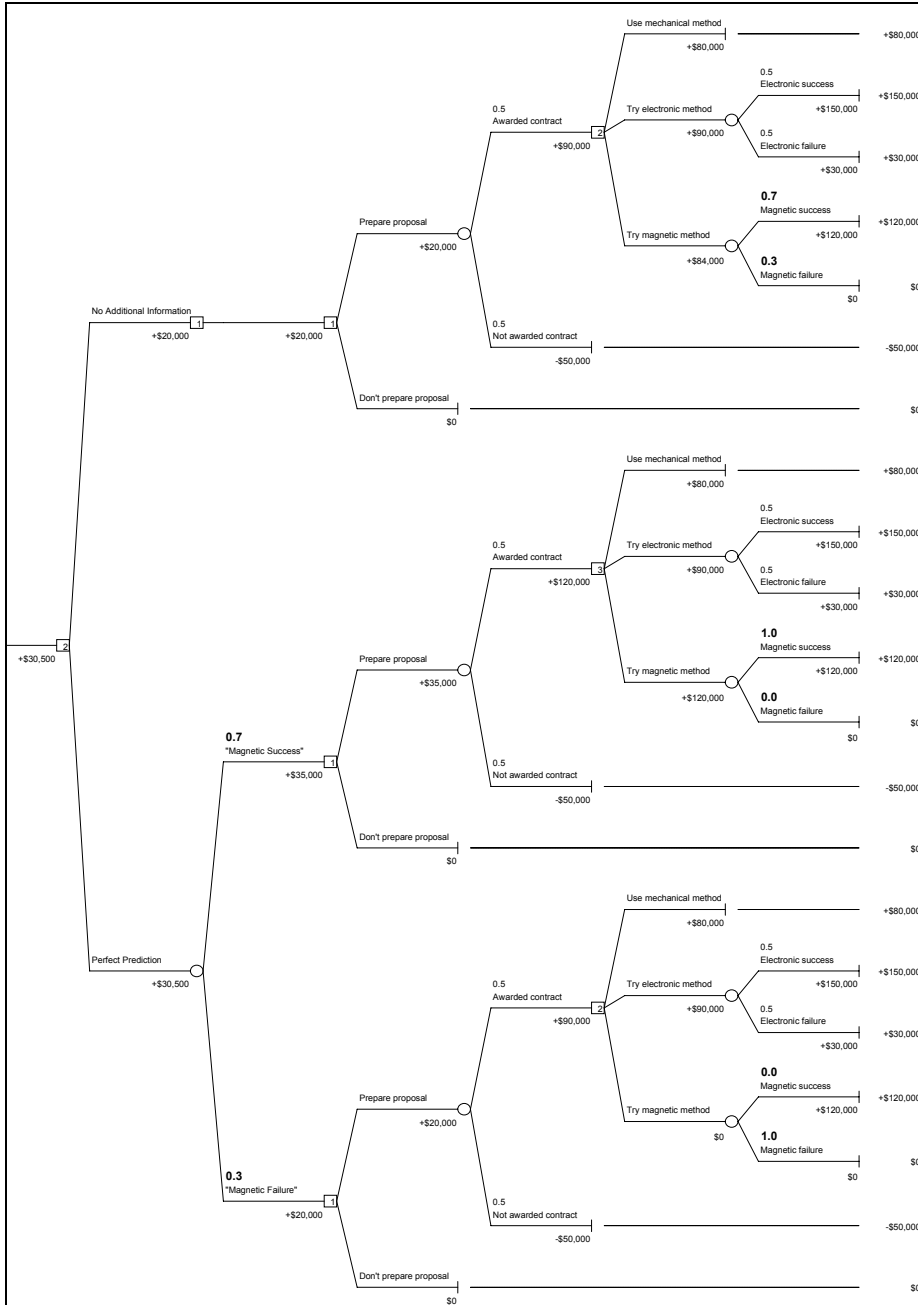 Use mechanical method
+$80,000
+$80,000
0.5
Electronic success
+$150,000
+$150,000
0.5
Awarded contract
2
+$90,000
Try electronic method
+$90,000
0.5
Electronic failure
+$30,000
+$30,000
0.7
Magnetic success
+$120,000
+$120,000
Prepare proposal
+$20,000
Try magnetic method
+$84,000
0.3
Magnetic failure
$0
$0
No Additional Information
1
+$20,000
1
+$20,000
0.5
Not awarded contract
-$50,000
-$50,000
Don't prepare proposal
$0
$0
Use mechanical method
+$80,000
+$80,000
0.5
Electronic success
+$150,000
+$150,000
0.5
Awarded contract
3
+$120,000
Try electronic method
+$90,000
0.5
Electronic failure
+$30,000
+$30,000
2
+$30,500
1.0
Magnetic success
+$120,000
+$120,000
Prepare proposal
+$35,000
Try magnetic method
+$120,000
0.0
Magnetic failure
$0
$0
0.7
"Magnetic Success"
1
+$35,000
0.5
Not awarded contract
-$50,000
-$50,000
Don't prepare proposal
$0
$0
Use mechanical method
+$80,000
+$80,000
Perfect Prediction
+$30,500
0.5
Electronic success
+$150,000
+$150,000
0.5
Awarded contract
2
+$90,000
Try electronic method
+$90,000
0.5
Electronic failure
+$30,000
+$30,000
0.0
Magnetic success
+$120,000
+$120,000
Prepare proposal
+$20,000
Try magnetic method
$0
1.0
Magnetic failure
$0
$0
0.3
"Magnetic Failure"
1
+$20,000
0.5
Not awarded contract
-$50,000
-$50,000
Don't prepare proposal
$0
$0